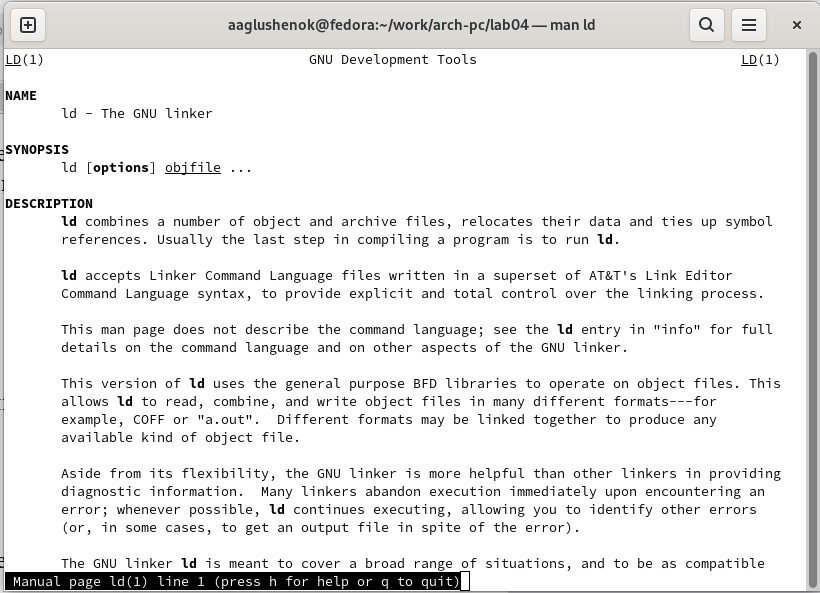 aaglushenok@fedora:~/work/arch-pc/lab04 — man ld
LD(1) GNU Development Tools LD(1)
NAME
ld - The GNU linker
SYNOPSIS
ld [options] objfile ...
DESCRIPTION
ld combines a number of object and archive files, relocates their data and ties up symbol
references. Usually the last step in compiling a program is to run ld.
ld accepts Linker Command Language files written in a superset of AT&T's Link Editor
Command Language syntax, to provide explicit and total control over the linking process.
This man page does not describe the command language; see the ld entry in "info" for full
details on the command language and on other aspects of the GNU linker.
This version of ld uses the general purpose BFD libraries to operate on object files. This
allows ld to read, combine, and write object files in many different formats---for
example, COFF or "a.out".  Different formats may be linked together to produce any
available kind of object file.
Aside from its flexibility, the GNU linker is more helpful than other linkers in providing
diagnostic information.  Many linkers abandon execution immediately upon encountering an
error; whenever possible, ld continues executing, allowing you to identify other errors
(or, in some cases, to get an output file in spite of the error).
The GNU linker ld is meant to cover a broad range of situations, and to be as compatible
Manual page ld(1) line 1 (press h for help or q to quit)